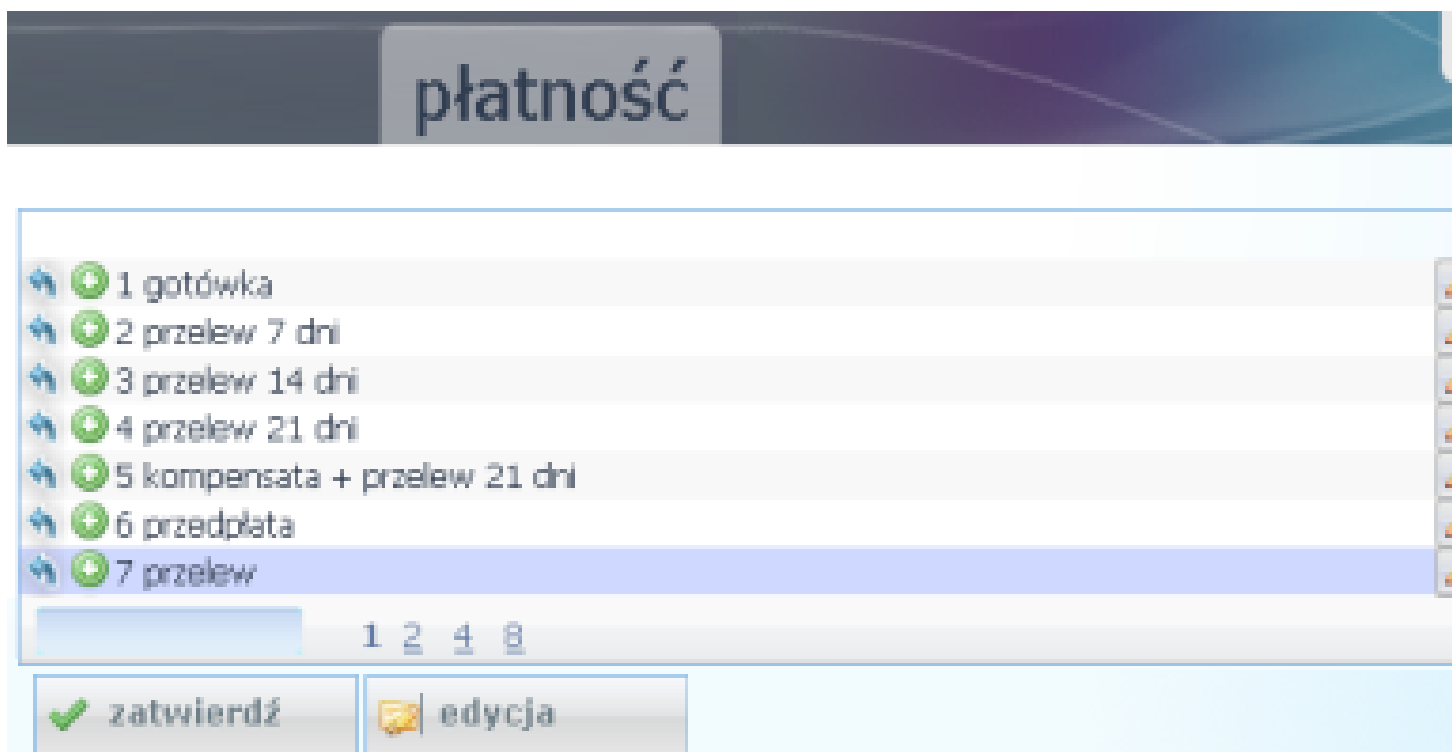 płatność
1 gotówka
2 przelew 7 dni
3 przelew 14 dni
4 przelew 21 dni
5 kompensata + przelew 21 dni
6 przedpłata
7 przelew
1 2 4 8
zatwierdź edycja